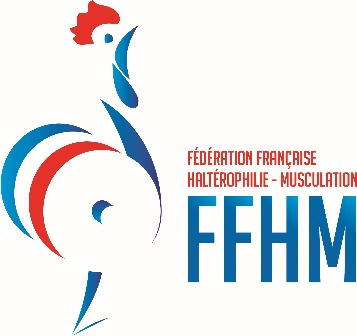 FÉDÉRATION FRANÇAISE
HALTÉROPHILIE - MUSCULATION
FFHM